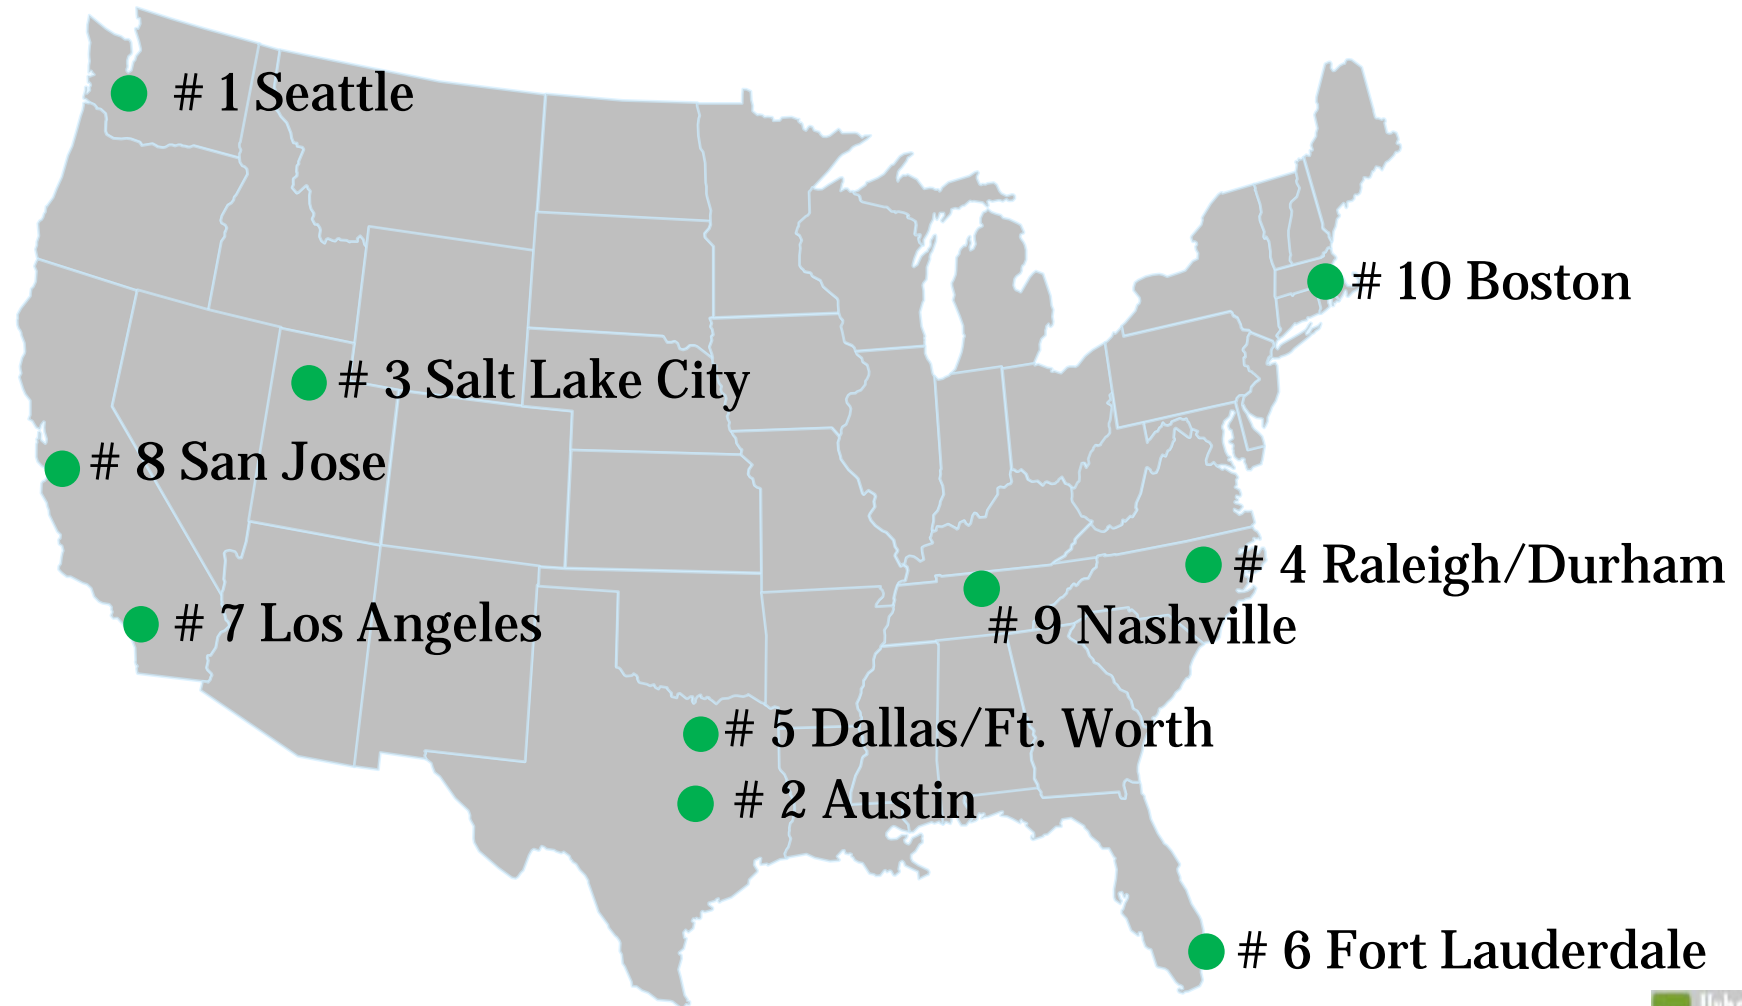 # 1 Seattle
# 10 Boston
# 3 Salt Lake City
# 8 San Jose
# 4 Raleigh/Durham
# 7 Los Angeles
# 9 Nashville
# 5 Dallas/Ft. Worth
# 2 Austin
# 6 Fort Lauderdale